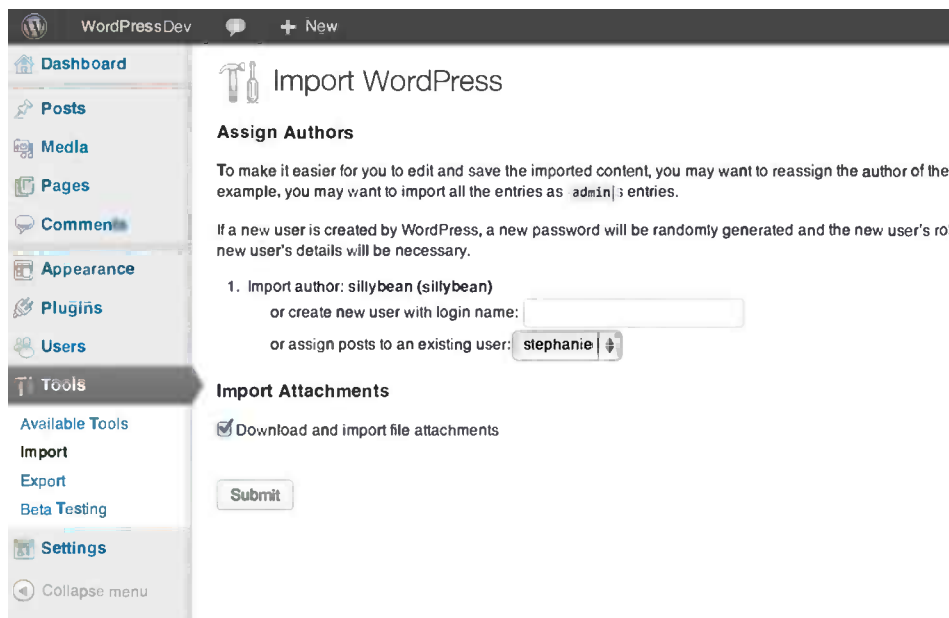 WordPress Dev + New
Dashboard
Posts
Media
Pages
Comments
Appearance
Plugins
Users
Tools
Available Tools
Import
Export
Beta Testing
Settings
Collapse menu
Import WordPress
Assign Authors
To make it easier for you to edit and save the imported content, you may want to reassign the author of the
example, you may want to import all the entries as admin s entries.
If a new user is created by WordPress, a new password will be randomly generated and the new user's ro
new user's details will be necessary.
1. Import author: sillybean (sillybean)
or create new user with login name:
or assign posts to an existing user: stephanie
Import Attachments
Download and import file attachments
Submit